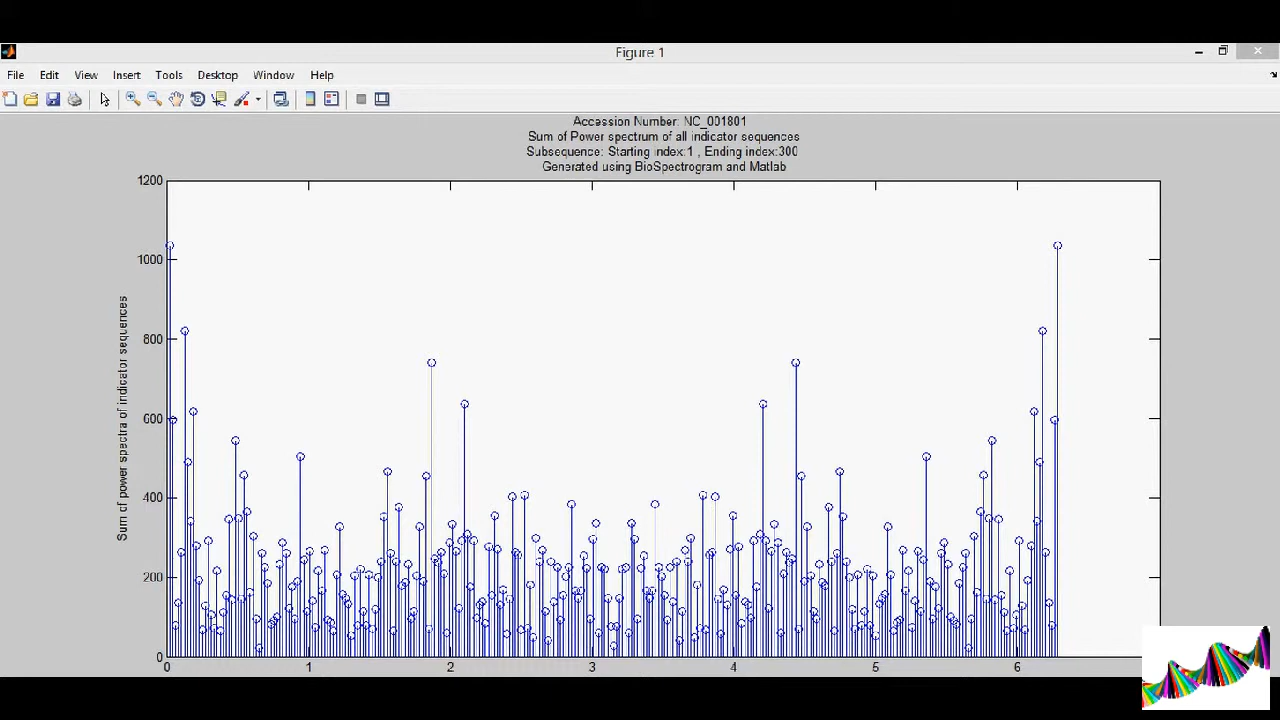 Figure 1
File Edit View Insert Tools Desktop Window Help
Accession Number: NC_001801
Sum of Power spectrum of all indicator sequences
Subsequence: Starting index:1 , Ending index:300
Generated using BioSpectrogram and Matlab
Sum of power spectra of indicator sequences
1200
1000
800
600
400
200
0
0 1 2 3 4 5 6